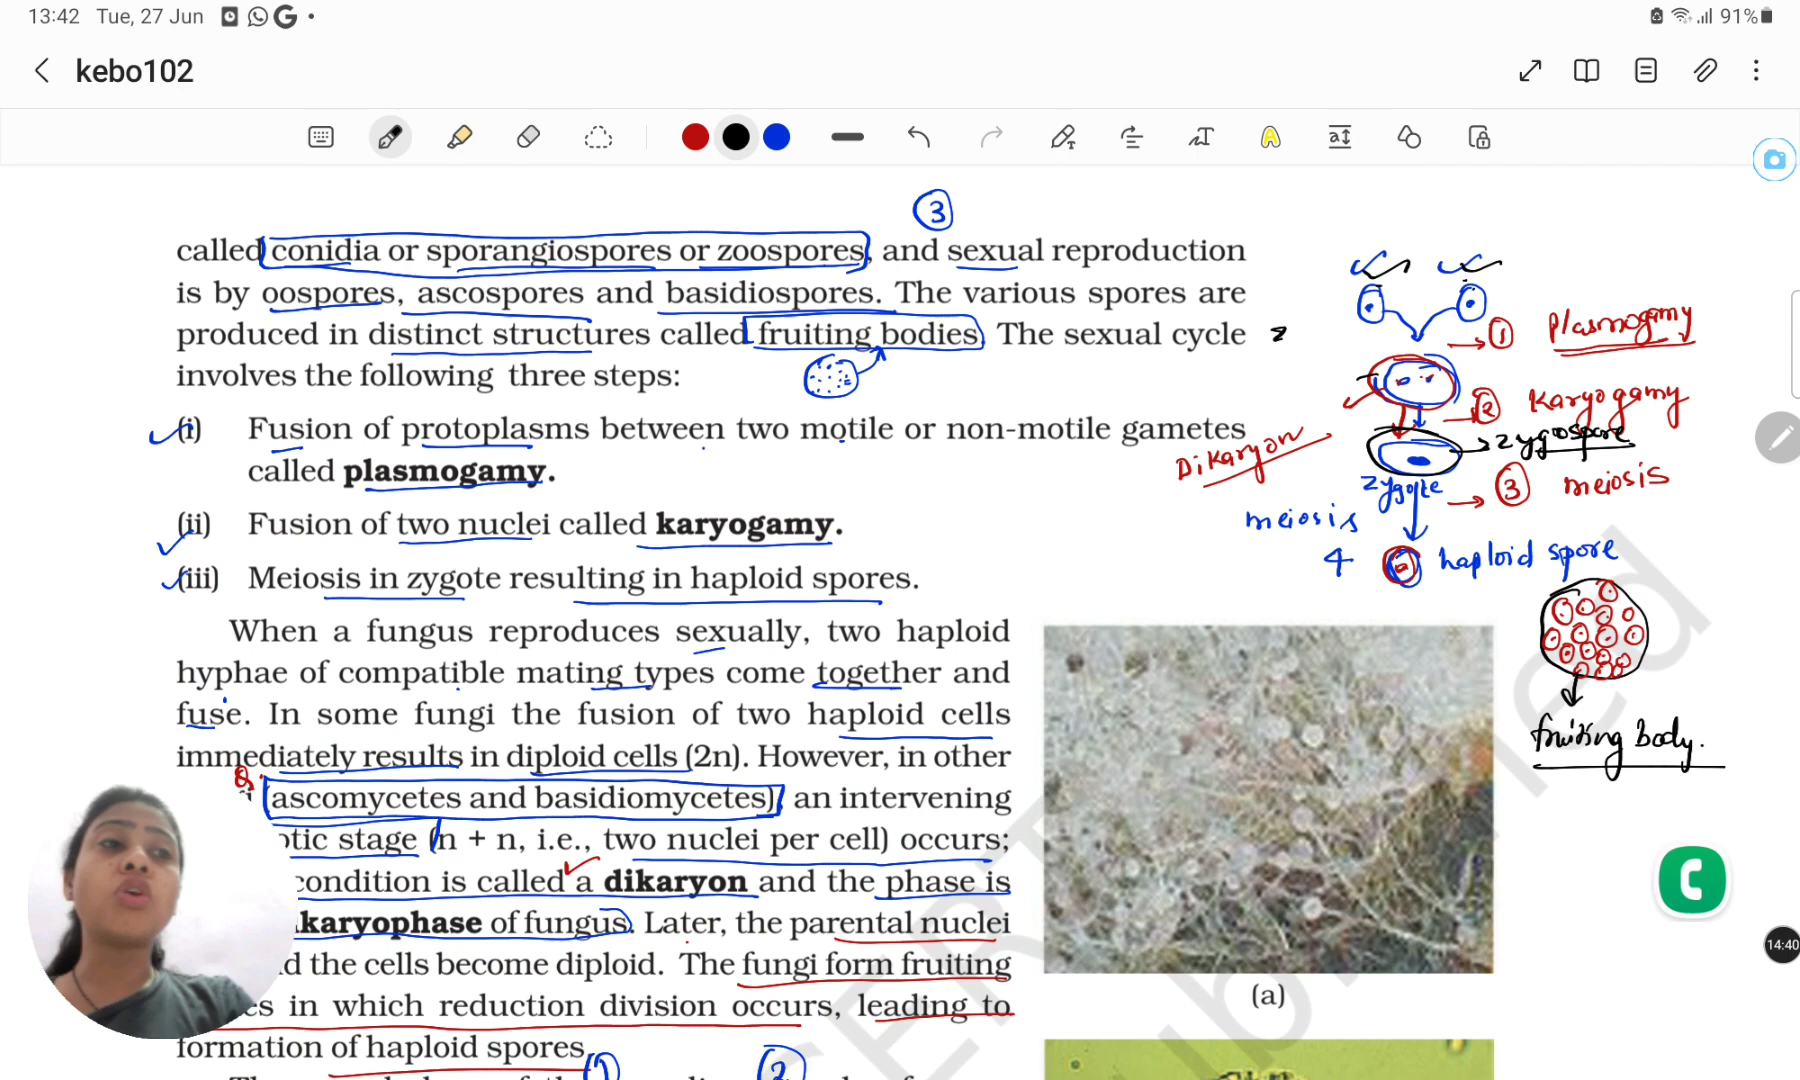 13:42 Tue, 27 Jun
91%
kebo102
3
called conidia or sporangiospores or zoospores, and sexual reproduction
is by oospores, ascospores and basidiospores. The various spores are
produced in distinct structures called fruiting bodies. The sexual cycle
involves the following three steps:
(i) Fusion of protoplasms between two motile or non-motile gametes
called plasmogamy.
(ii) Fusion of two nuclei called karyogamy.
(iii) Meiosis in zygote resulting in haploid spores.
When a fungus reproduces sexually, two haploid
hyphae of compatible mating types come together and
fuse. In some fungi the fusion of two haploid cells
immediately results in diploid cells (2n). However, in other
(ascomycetes and basidiomycetes), an intervening
otic stage (n + n, i.e., two nuclei per cell) occurs;
condition is called a dikaryon and the phase is
karyophase of fungus. Later, the parental nuclei
d the cells become diploid. The fungi form fruiting
es in which reduction division occurs, leading to
formation of haploid spores.
1 Plasmogamy
2 Karyogamy
Dikaryon
zygospore
zygote
3 meiosis
meiosis
4 haploid spore
fruiting body.
(a)
14:40
1 2